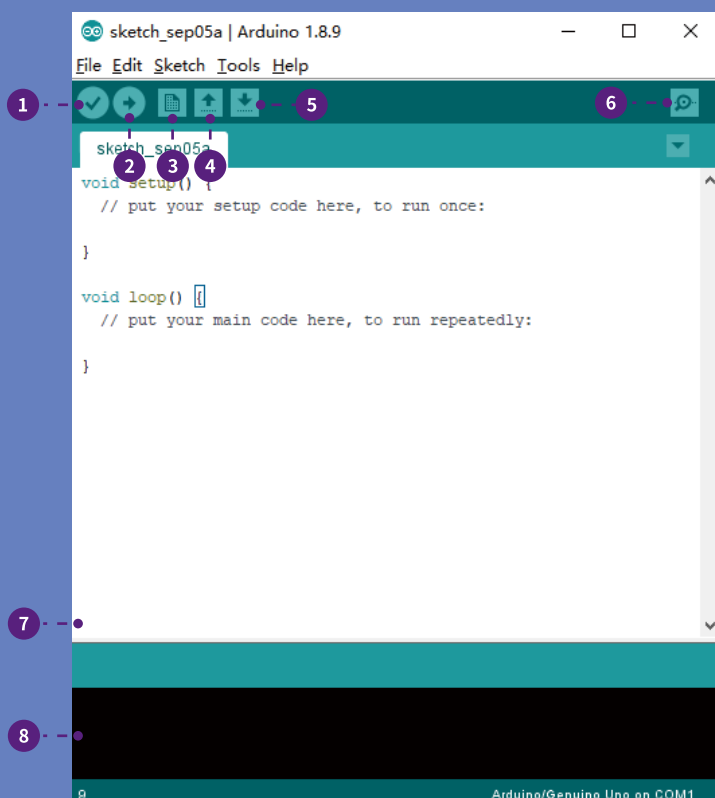 sketch_sep05a | Arduino 1.8.9
File Edit Sketch Tools Help
1
5
6
sketch_sep05a
2
3
4
void setup() {
// put your setup code here, to run once:
}
void loop() {
// put your main code here, to run repeatedly:
}
7
8
9
Arduino/Genuino Uno on COM1